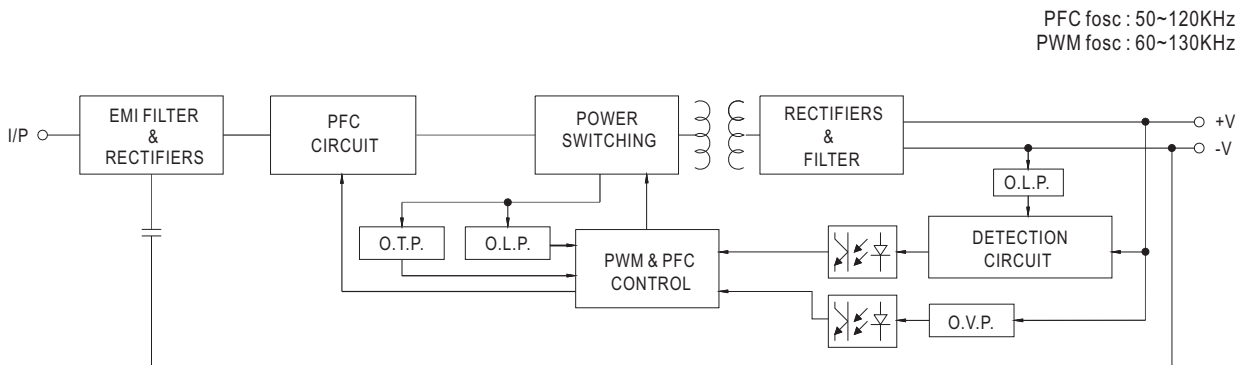 PFC fosc : 50~120KHz
PWM fosc : 60~130KHz
I/P
EMI FILTER
&
RECTIFIERS
PFC
CIRCUIT
POWER
SWITCHING
RECTIFIERS
&
FILTER
+V
-V
O.L.P.
O.T.P.
O.L.P.
PWM & PFC
CONTROL
DETECTION
CIRCUIT
O.V.P.